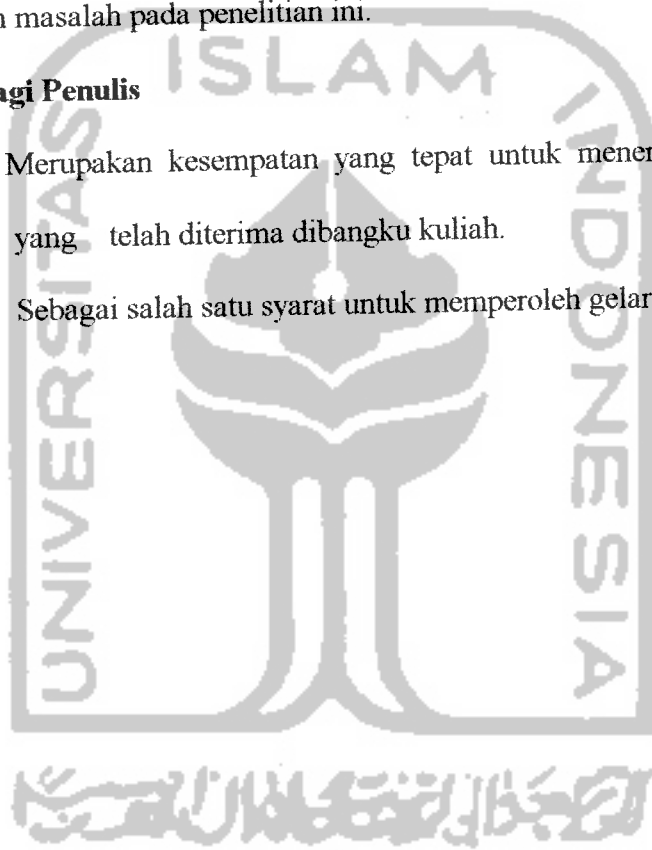 masalah pada penelitian ini.
ISLAM
agi Penulis
Merupakan kesempatan yang tepat untuk mener
yang telah diterima dibangku kuliah.
Sebagai salah satu syarat untuk memperoleh gelar
UNIVERSITAS
INDONESIA